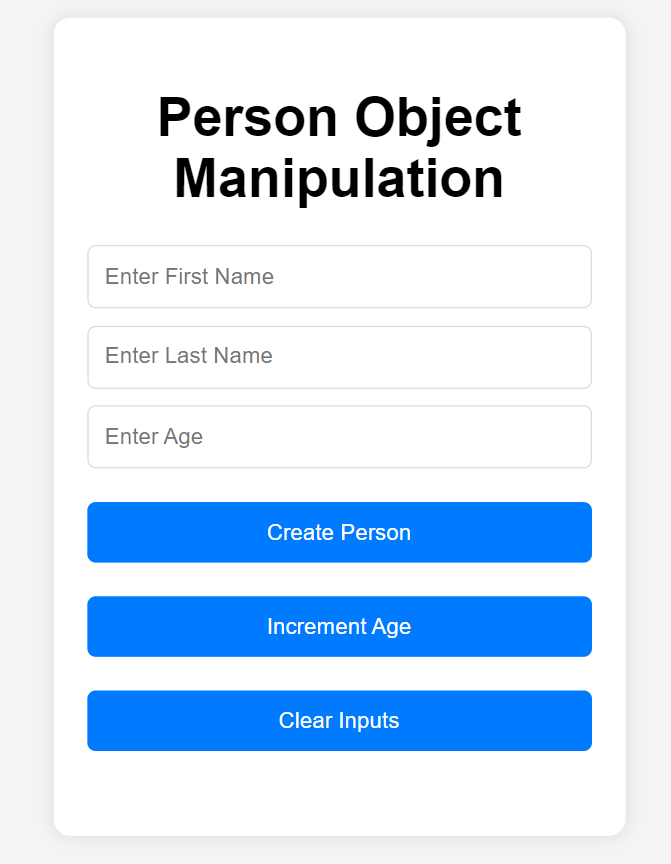 Person Object
Manipulation
Enter First Name
Enter Last Name
Enter Age
Create Person
Increment Age
Clear Inputs